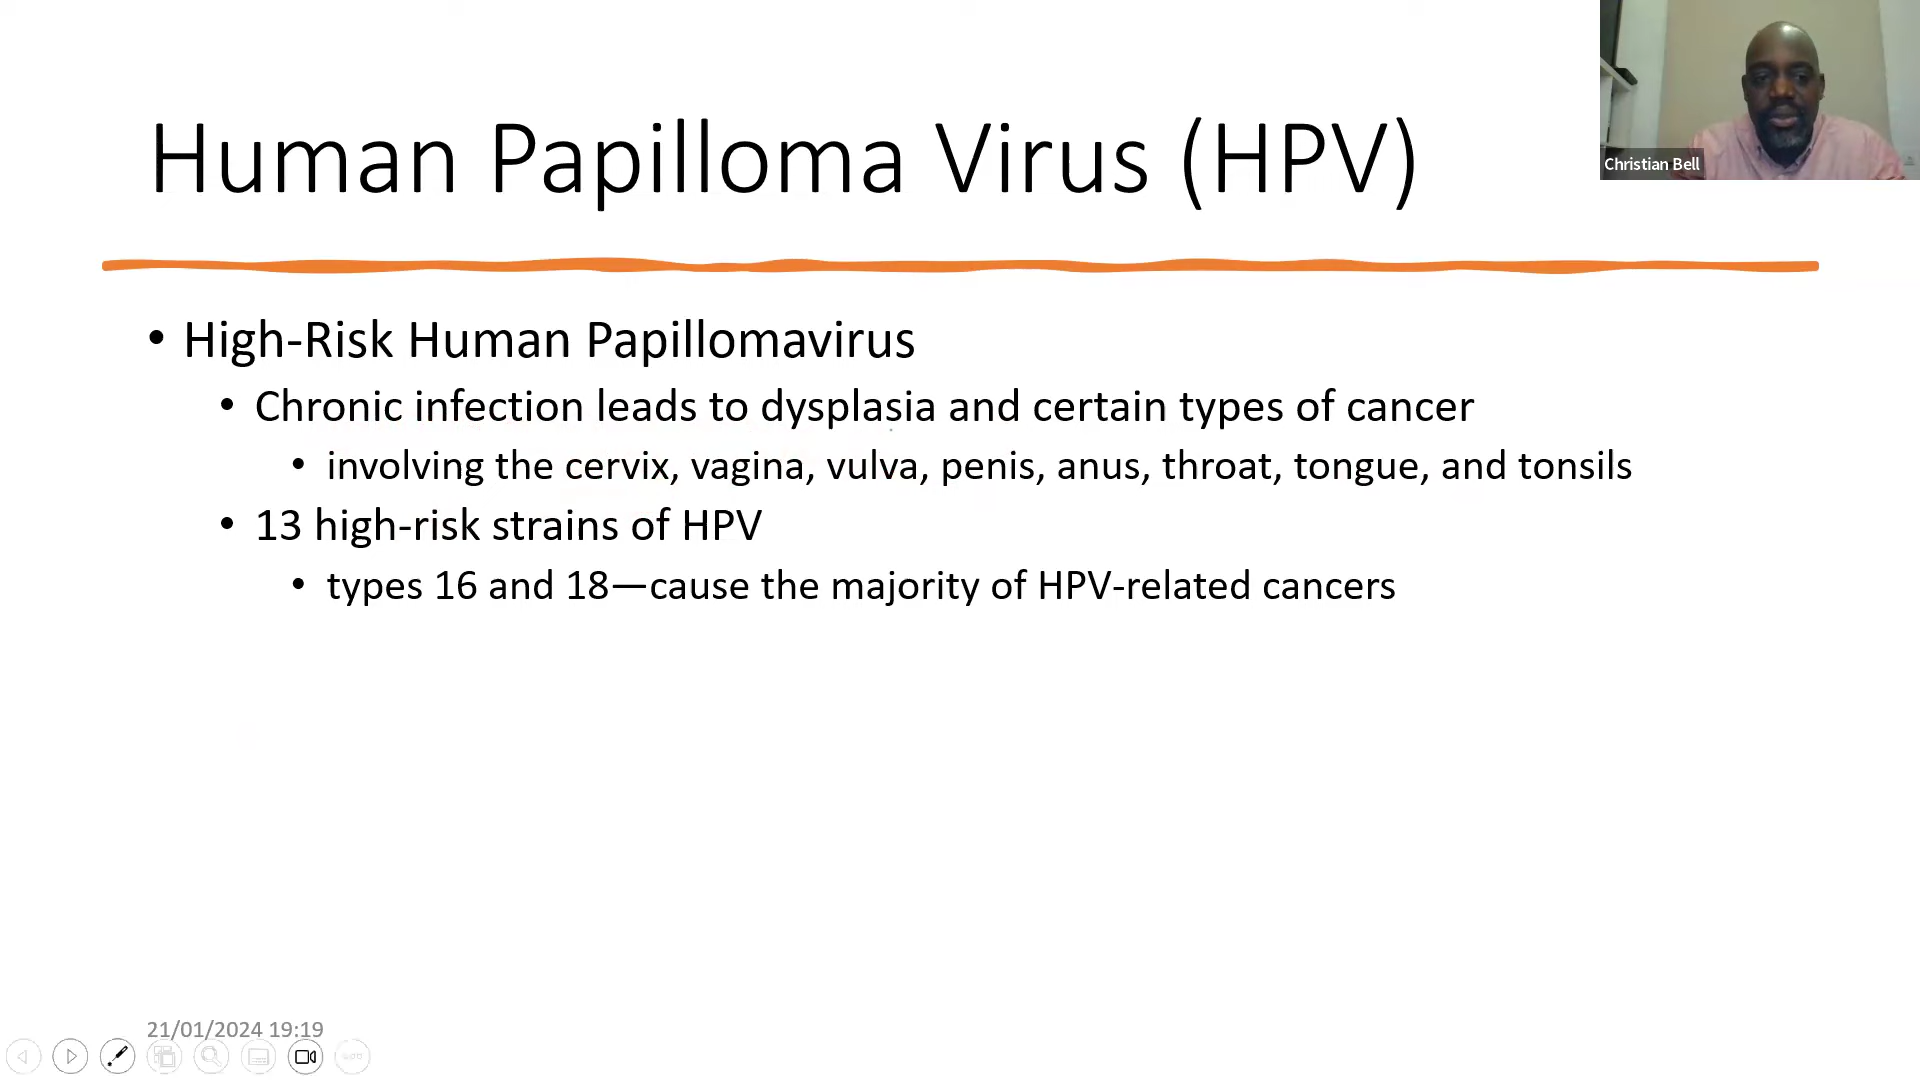 Human Papilloma Virus (HPV)
Christian Bell
• High-Risk Human Papillomavirus
• Chronic infection leads to dysplasia and certain types of cancer
• involving the cervix, vagina, vulva, penis, anus, throat, tongue, and tonsils
• 13 high-risk strains of HPV
• types 16 and 18—cause the majority of HPV-related cancers
21/01/2024 19:19